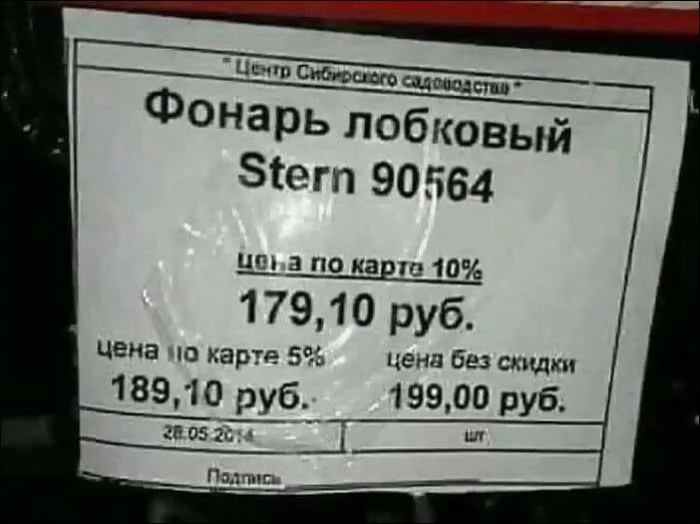 " Центр Сибирского садоводства "
Фонарь лобковый
Stern 90564
цена по карте 10%
179,10 руб.
цена по карте 5% цена без скидки
189,10 руб. 199,00 руб.
28.05.2014 шт.
Подпись